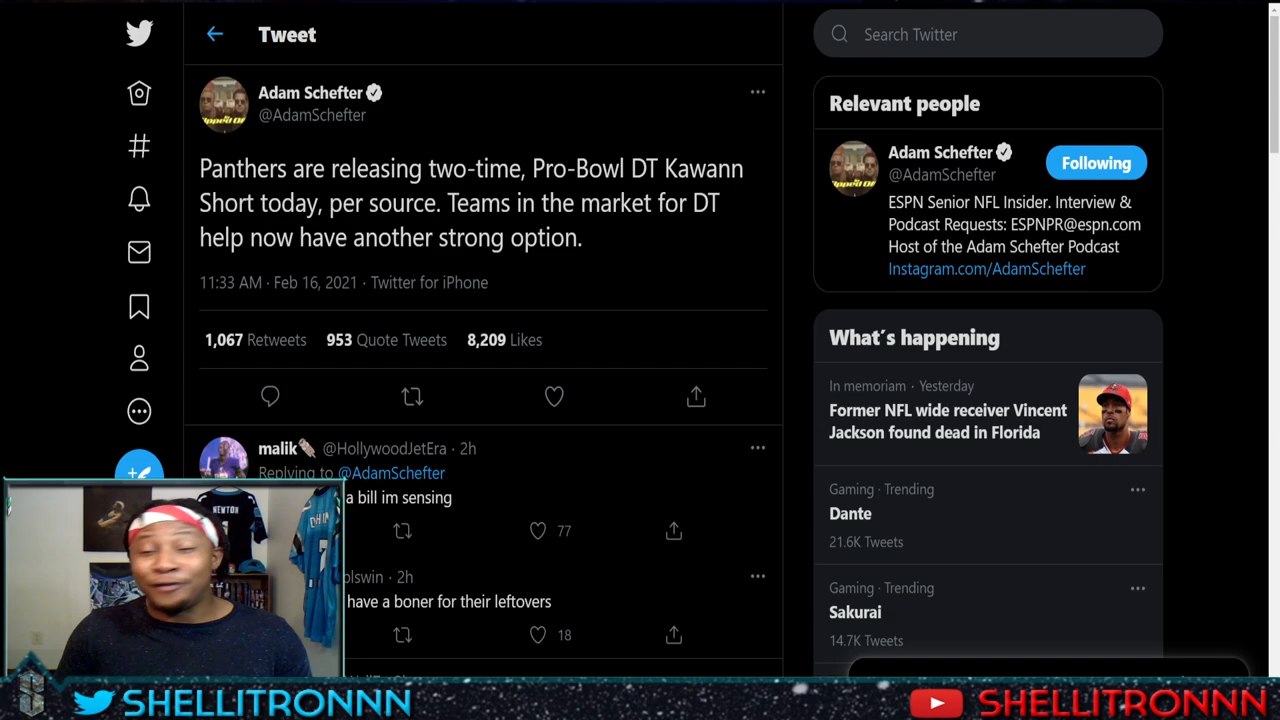 Tweet
Adam Schefter
@AdamSchefter
Panthers are releasing two-time, Pro-Bowl DT Kawann
Short today, per source. Teams in the market for DT
help now have another strong option.
11:33 AM · Feb 16, 2021 · Twitter for iPhone
1,067 Retweets 953 Quote Tweets 8,209 Likes
malik @HollywoodJetEra · 2h
Replying to @AdamSchefter
a bill im sensing
77
olswin · 2h
have a boner for their leftovers
18
Search Twitter
Relevant people
Adam Schefter
@AdamSchefter
Following
ESPN Senior NFL Insider. Interview &
Podcast Requests: ESPNPR@espn.com
Host of the Adam Schefter Podcast
Instagram.com/AdamSchefter
What´s happening
In memoriam · Yesterday
Former NFL wide receiver Vincent
Jackson found dead in Florida
Gaming · Trending
Dante
21.6K Tweets
Gaming · Trending
Sakurai
14.7K Tweets
NEWTON
1
SHELLITRONNN
SHELLITRONNN